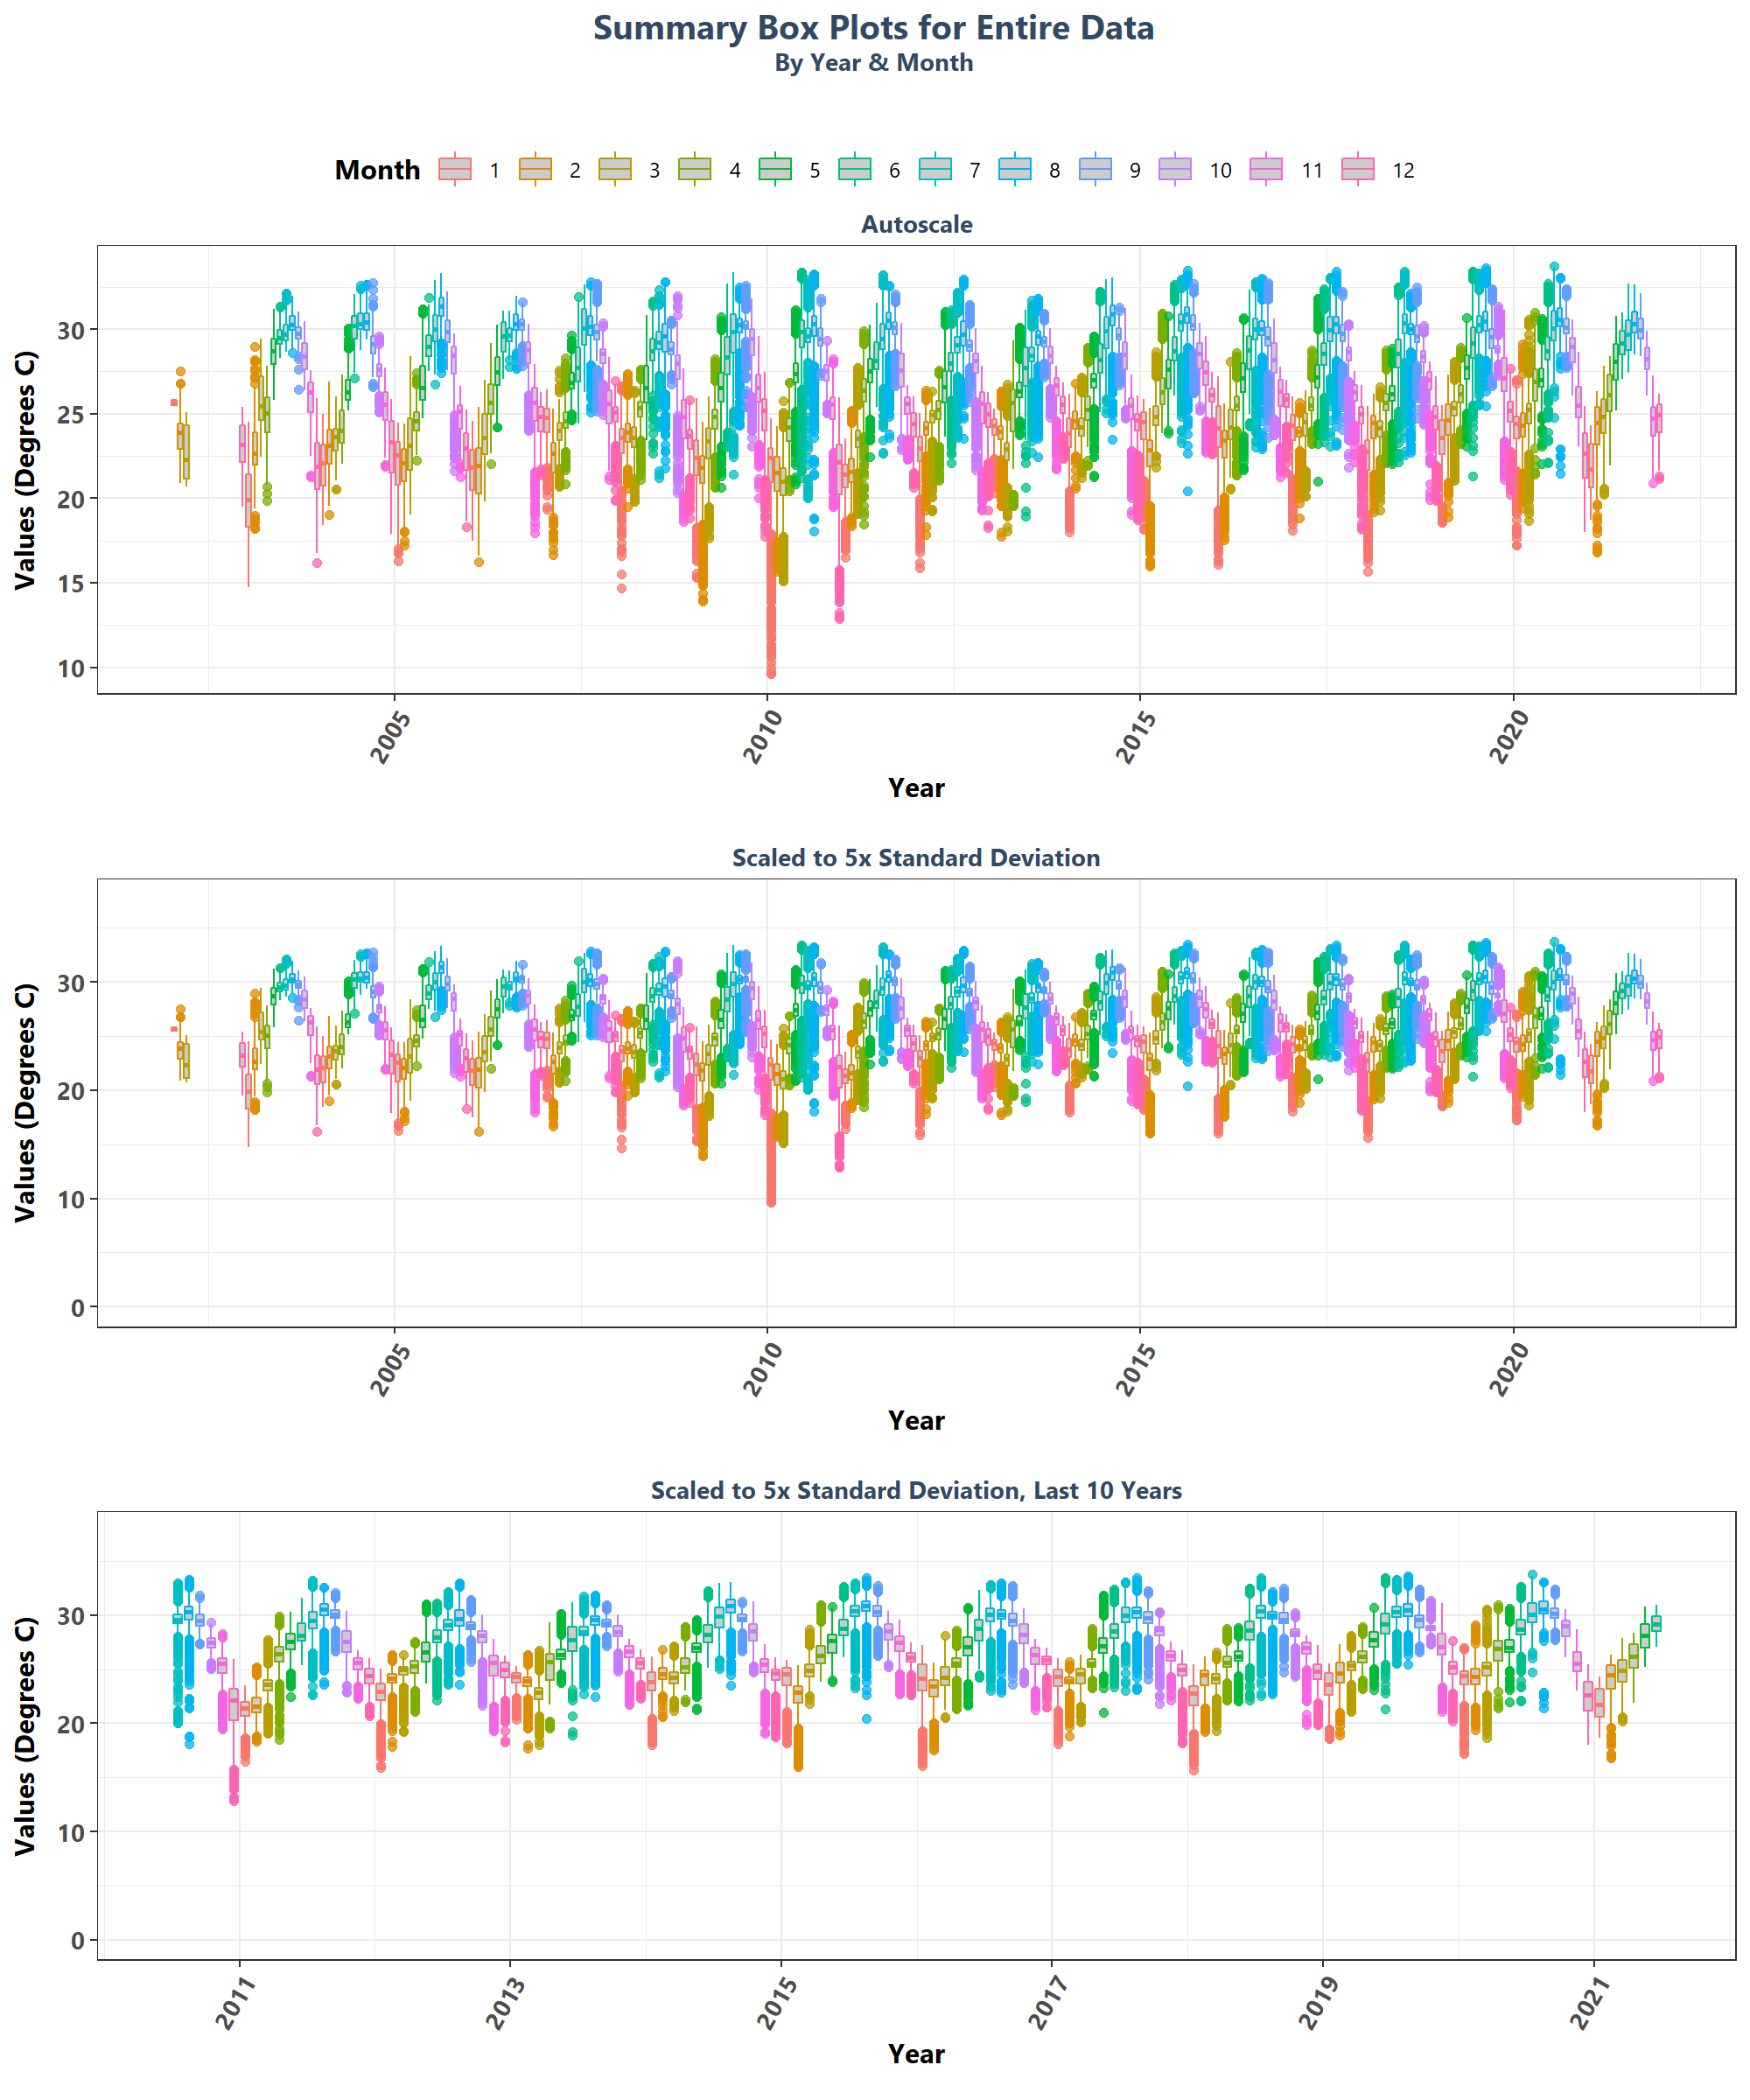 Summary Box Plots for Entire Data
By Year & Month
Month 1 2 3 4 5 6 7 8 9 10 11 12
Autoscale
Values (Degrees C)
30
25
20
15
10
2005 2010 2015 2020
Year
Scaled to 5x Standard Deviation
Values (Degrees C)
30
20
10
0
2005 2010 2015 2020
Year
Scaled to 5x Standard Deviation, Last 10 Years
Values (Degrees C)
30
20
10
0
2011 2013 2015 2017 2019 2021
Year